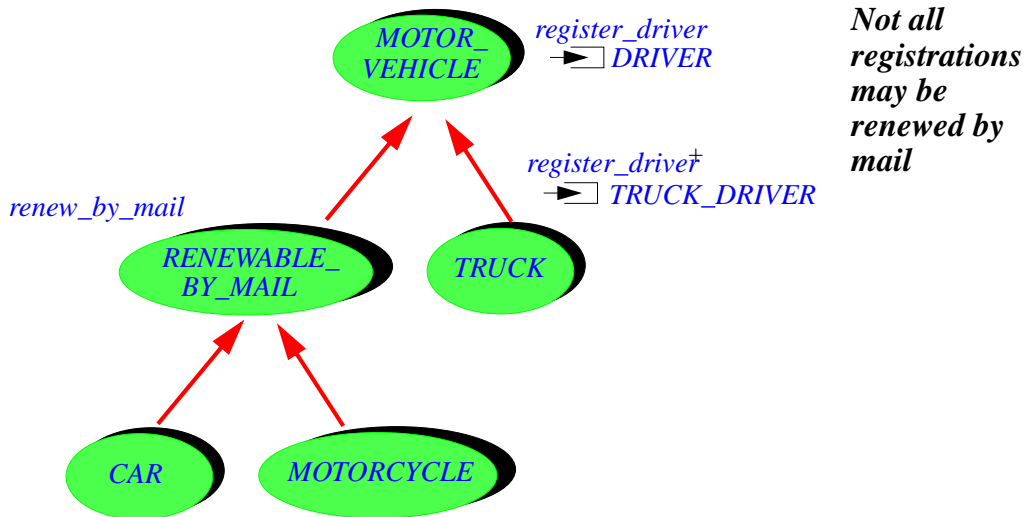 MOTOR_
VEHICLE
register_driver
DRIVER
Not all
registrations
may be
renewed by
mail
register_driver+
TRUCK_DRIVER
renew_by_mail
RENEWABLE_
BY_MAIL
TRUCK
CAR
MOTORCYCLE